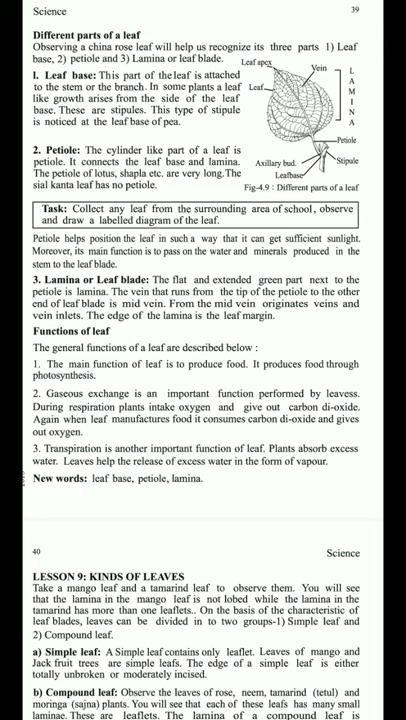 Science
39
Different parts of a leaf
Observing a china rose leaf will help us recognize its three parts 1) Leaf
base, 2) petiole and 3) Lamina or leaf blade.
l. Leaf base: This part of the leaf is attached
to the stem or the branch. In some plants a leaf
like growth arises from the side of the leaf
base. These are stipules. This type of stipule
is noticed at the leaf base of pea.
Leaf apex
Vein
Leaf
L
A
M
I
N
A
Petiole
Axillary bud.
Stipule
Leafbase
Fig-4.9 : Different parts of a leaf
2. Petiole: The cylinder like part of a leaf is
petiole. It connects the leaf base and lamina.
The petiole of lotus, shapla etc. are very long.The
sial kanta leaf has no petiole.
Task: Collect any leaf from the surrounding area of school, observe
and draw a labelled diagram of the leaf.
Petiole helps position the leaf in such a way that it can get sufficient sunlight.
Moreover, its main function is to pass on the water and minerals produced in the
stem to the leaf blade.
3. Lamina or Leaf blade: The flat and extended green part next to the
petiole is lamina. The vein that runs from the tip of the petiole to the other
end of leaf blade is mid vein. From the mid vein originates veins and
vein inlets. The edge of the lamina is the leaf margin.
Functions of leaf
The general functions of a leaf are described below :
1. The main function of leaf is to produce food. It produces food through
photosynthesis.
2. Gaseous exchange is an important function performed by leavess.
During respiration plants intake oxygen and give out carbon di-oxide.
Again when leaf manufactures food it consumes carbon di-oxide and gives
out oxygen.
3. Transpiration is another important function of leaf. Plants absorb excess
water. Leaves help the release of excess water in the form of vapour.
New words: leaf base, petiole, lamina.
40
Science
LESSON 9: KINDS OF LEAVES
Take a mango leaf and a tamarind leaf to observe them. You will see
that the lamina in the mango leaf is not lobed while the lamina in the
tamarind has more than one leaflets.. On the basis of the characteristic of
leaf blades, leaves can be divided in to two groups-1) Simple leaf and
2) Compound leaf.
a) Simple leaf: A Simple leaf contains only leaflet. Leaves of mango and
Jack fruit trees are simple leafs. The edge of a simple leaf is either
totally unbroken or moderately incised.
b) Compound leaf: Observe the leaves of rose, neem, tamarind (tetul) and
moringa (sajna) plants. You will see that each of these leafs has many small
laminae. These are leaflets. The lamina of a compound leaf is